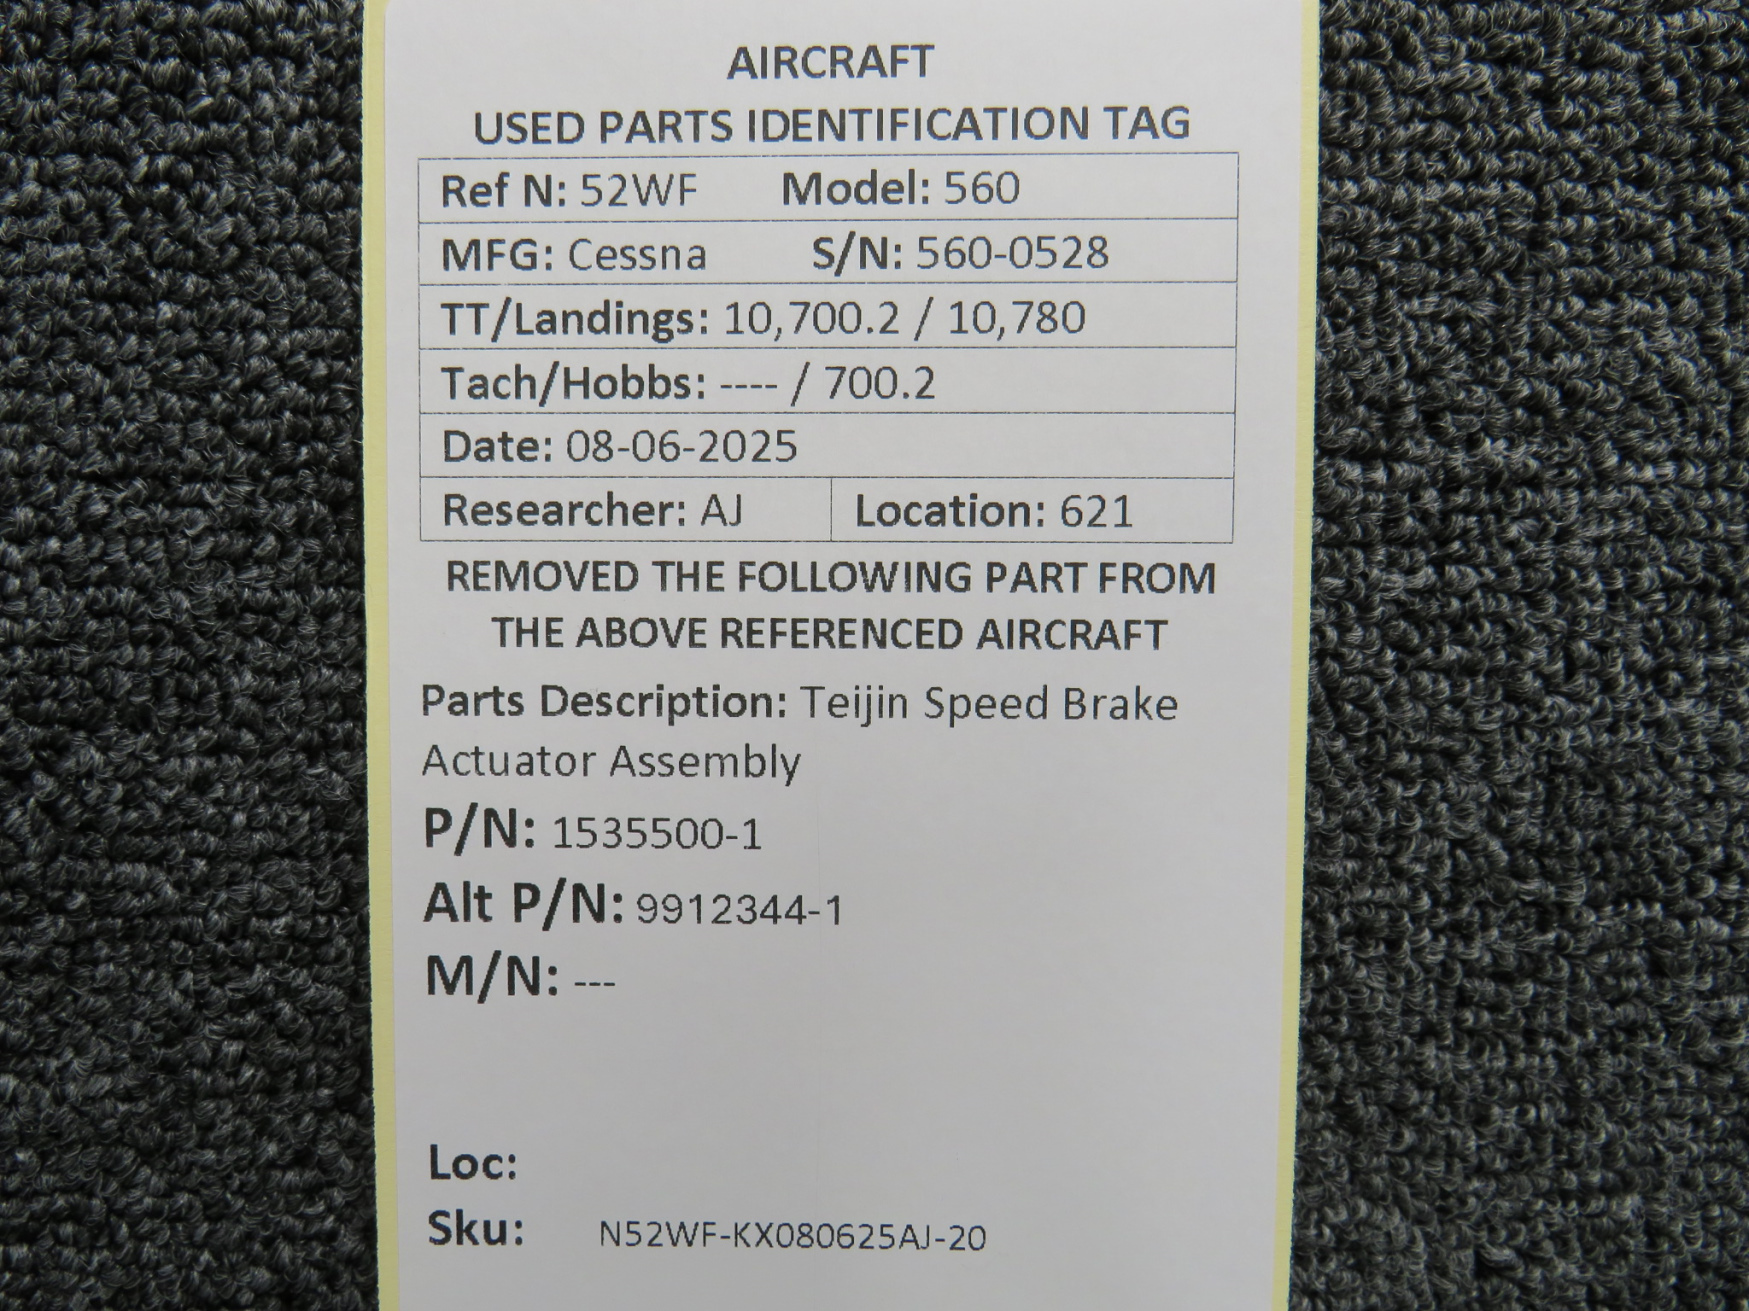 AIRCRAFT
USED PARTS IDENTIFICATION TAG
Ref N: 52WF Model: 560
MFG: Cessna S/N: 560-0528
TT/Landings: 10,700.2 / 10,780
Tach/Hobbs: ---- / 700.2
Date: 08-06-2025
Researcher: AJ Location: 621
REMOVED THE FOLLOWING PART FROM
THE ABOVE REFERENCED AIRCRAFT
Parts Description: Teijin Speed Brake
Actuator Assembly
P/N: 1535500-1
Alt P/N: 9912344-1
M/N: ---
Loc:
Sku: N52WF-KX080625AJ-20